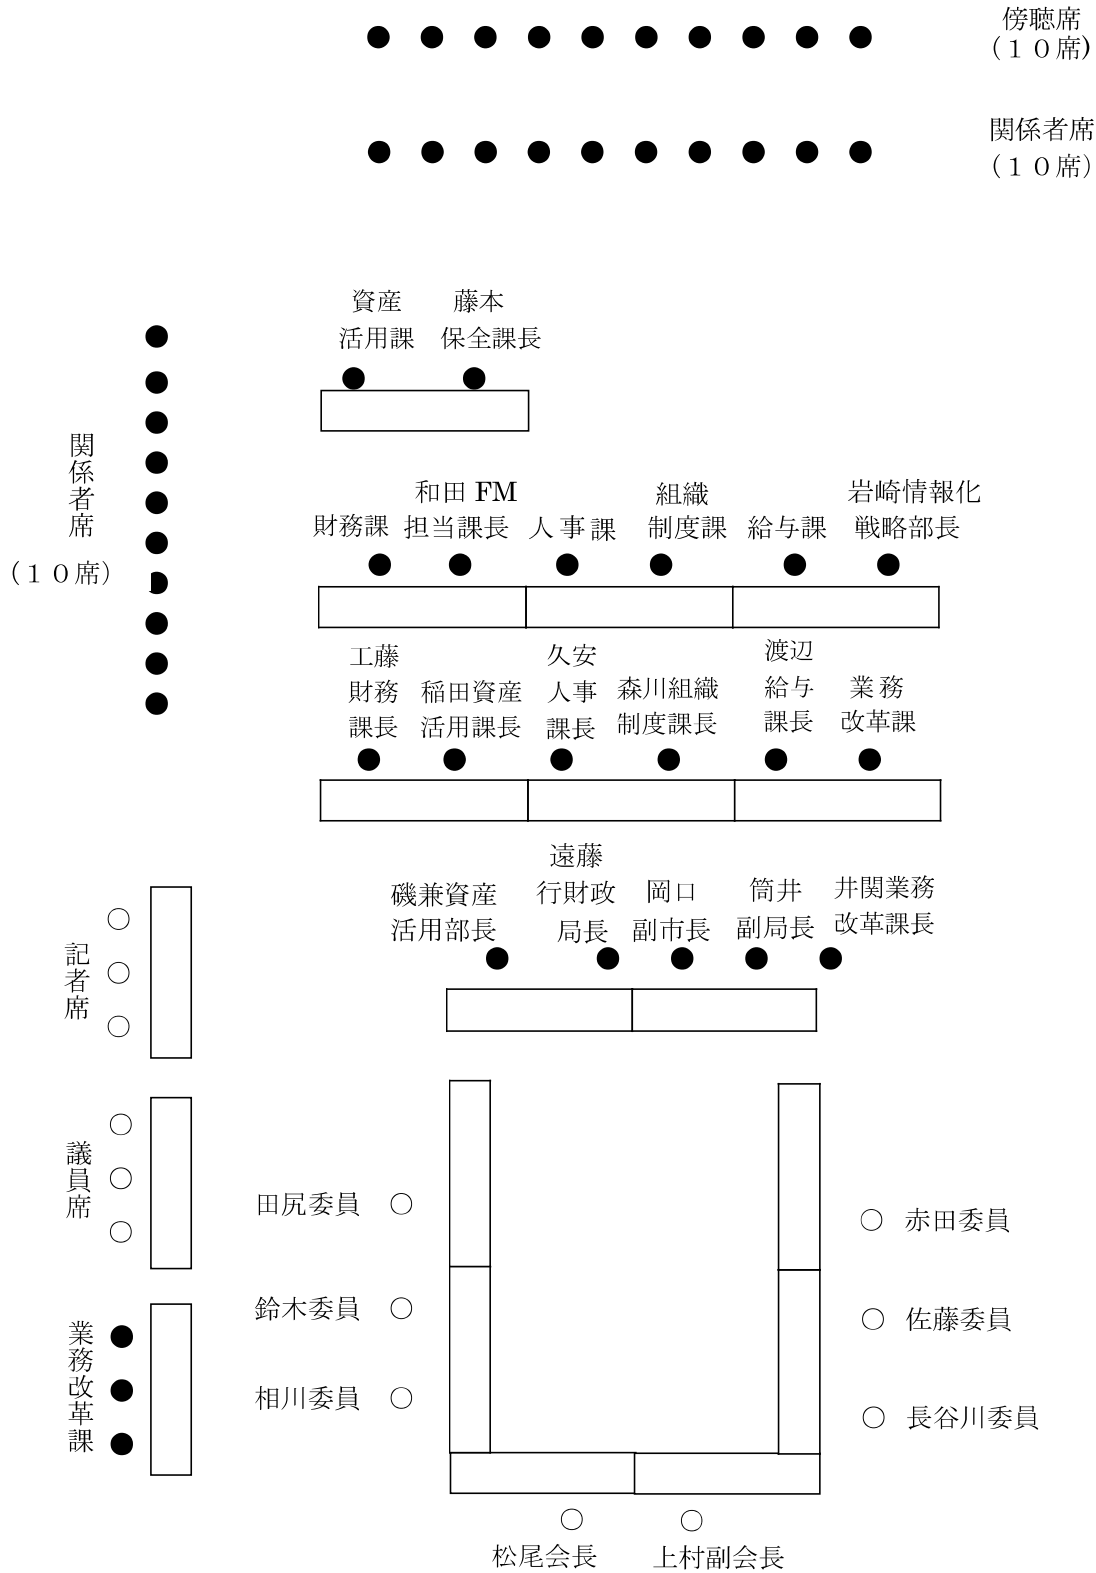 傍聴席
（１０席）
関係者席
（１０席）
資産
活用課
藤本
保全課長
関係者席
（１０席）
財務課
和田 FM
担当課長
人事課
組織
制度課
給与課
岩崎情報化
戦略部長
工藤
財務
課長
稲田資産
活用課長
久安
人事
課長
森川組織
制度課長
渡辺
給与
課長
業務
改革課
磯兼資産
活用部長
遠藤
行財政
局長
岡口
副市長
筒井
副局長
井関業務
改革課長
記者席
議員席
業務改革課
田尻委員
鈴木委員
相川委員
赤田委員
佐藤委員
長谷川委員
松尾会長
上村副会長